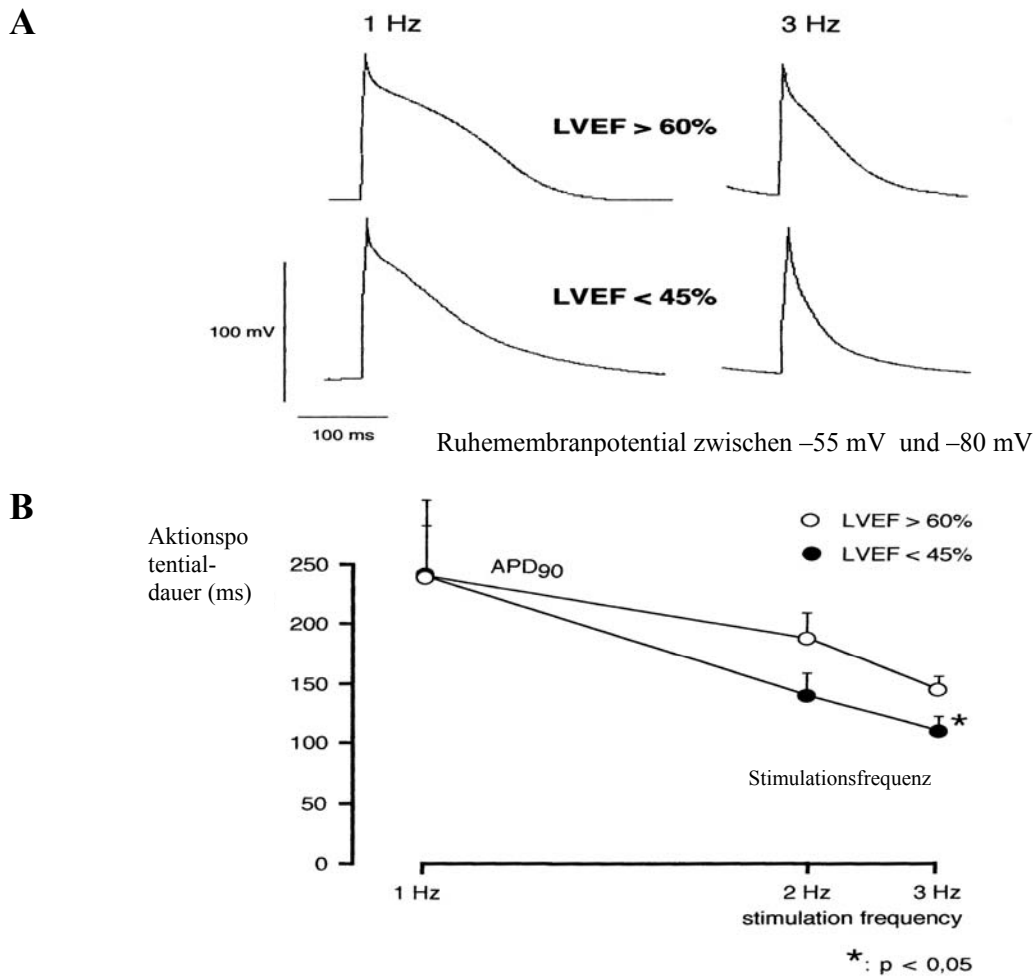 A
1 Hz
3 Hz
LVEF > 60%
LVEF < 45%
100 mV
100 ms
Ruhemembranpotential zwischen –55 mV und –80 mV
B
Aktionspo
tential-
dauer (ms)
APD90
LVEF > 60%
LVEF < 45%
250
200
150
100
50
0
*
Stimulationsfrequenz
1 Hz
2 Hz
3 Hz
stimulation frequency
*: p < 0,05